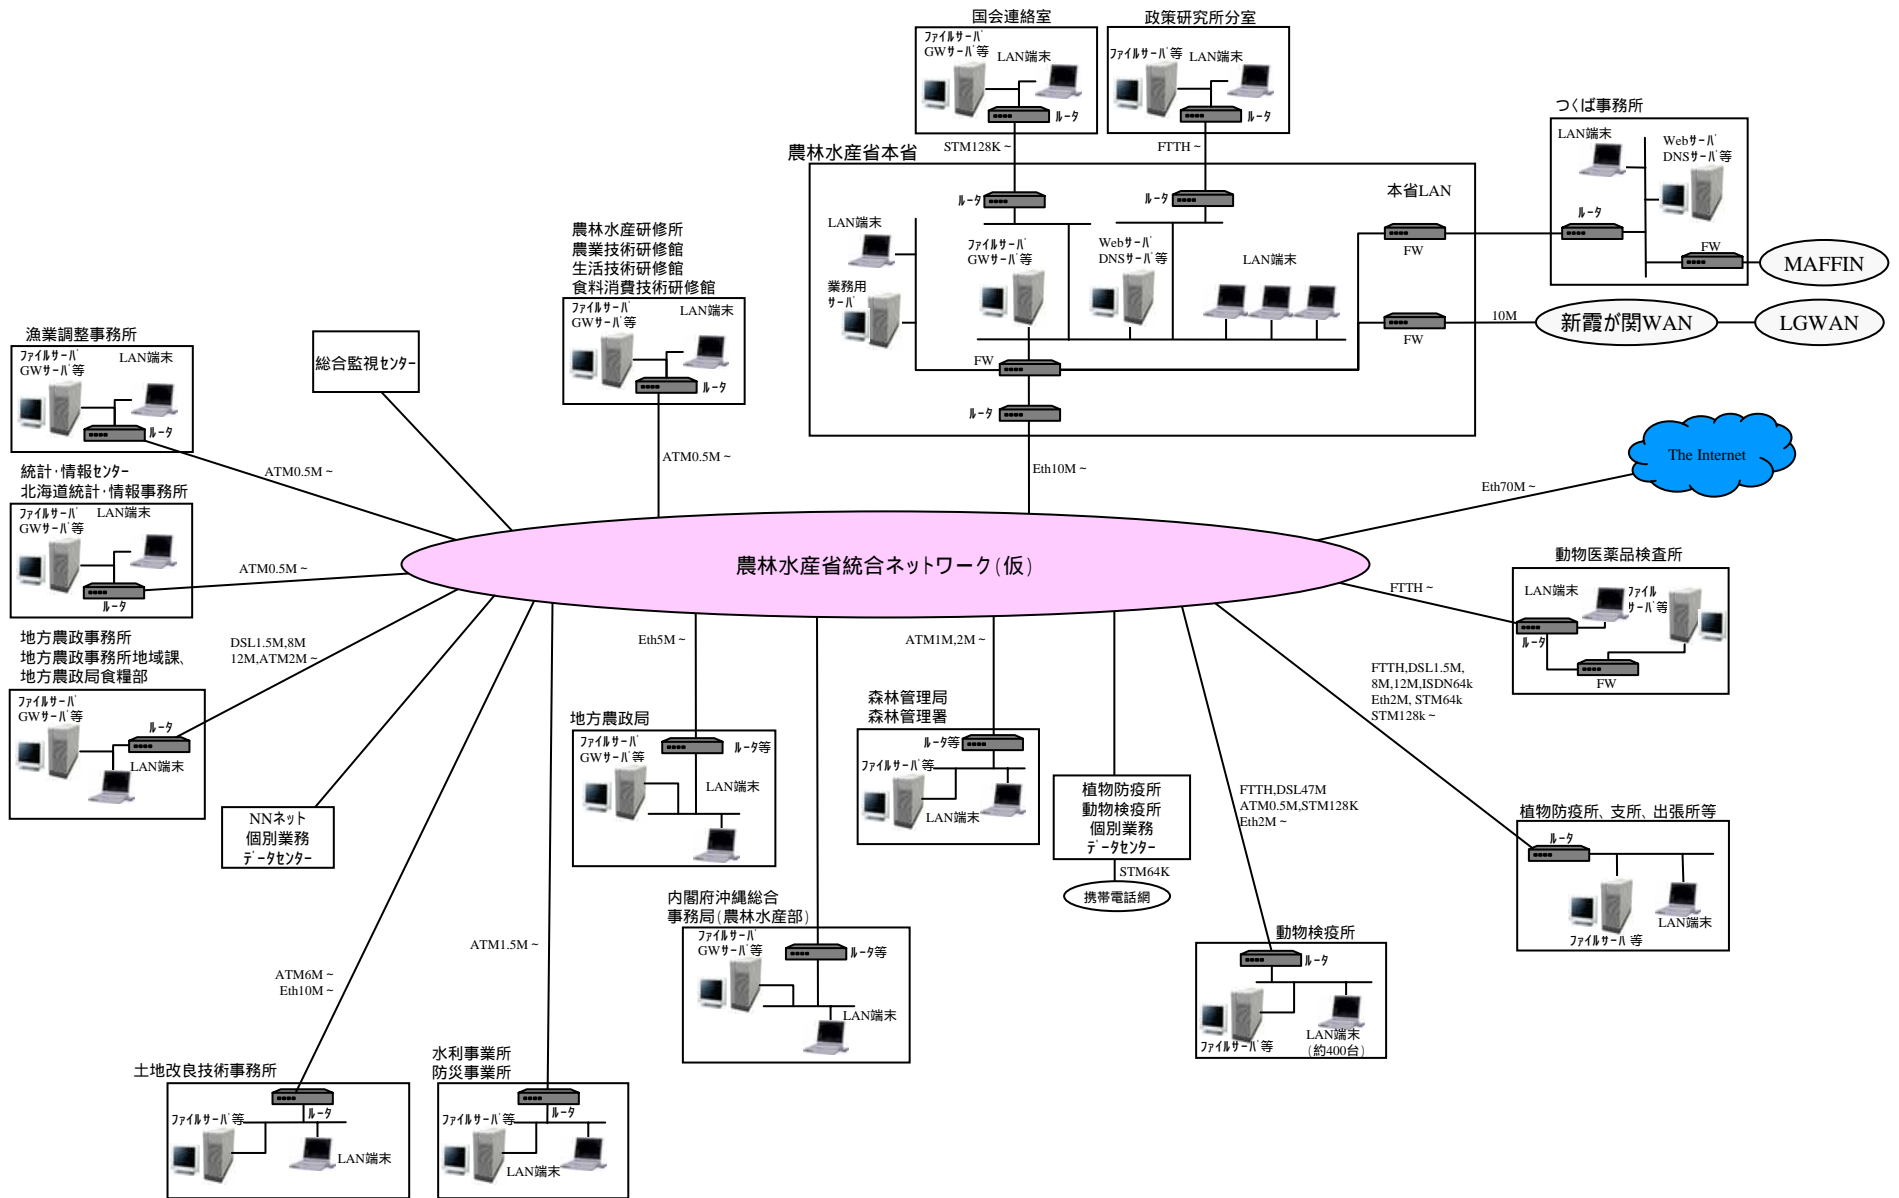 国会連絡室
ファイルサーバ
GWサーバ等
LAN端末
ルータ
政策研究所分室
ファイルサーバ等
LAN端末
ルータ
STM128K～
FTTH～
農林水産省本省
ルータ
ルータ
本省LAN
LAN端末
業務用
サーバ
ファイルサーバ
GWサーバ等
Webサーバ
DNSサーバ等
LAN端末
FW
FW
FW
ルータ
つくば事務所
LAN端末
Webサーバ
DNSサーバ等
ルータ
FW
MAFFIN
10M
新霞が関WAN
LGWAN
農林水産研修所
農業技術研修館
生活技術研修館
食料消費技術研修館
ファイルサーバ
GWサーバ等
LAN端末
ルータ
漁業調整事務所
ファイルサーバ
GWサーバ等
LAN端末
ルータ
総合監視センター
ATM0.5M～
ATM0.5M～
Eth10M～
The Internet
Eth70M～
統計・情報センター
北海道統計・情報事務所
ファイルサーバ
GWサーバ等
LAN端末
ルータ
ATM0.5M～
農林水産省統合ネットワーク(仮)
動物医薬品検査所
LAN端末
ファイル
サーバ等
ルータ
FW
FTTH～
地方農政事務所
地方農政事務所地域課、
地方農政局食糧部
ファイルサーバ
GWサーバ等
ルータ
LAN端末
DSL1.5M,8M
12M,ATM2M～
Eth5M～
ATM1M,2M～
FTTH,DSL1.5M,
8M,12M,ISDN64k
Eth2M, STM64k
STM128k～
地方農政局
ファイルサーバ
GWサーバ等
ルータ等
LAN端末
森林管理局
森林管理署
ルータ等
ファイルサーバ等
LAN端末
NNネット
個別業務
データセンター
植物防疫所
動物検疫所
個別業務
データセンター
STM64K
携帯電話網
FTTH,DSL47M
ATM0.5M,STM128K
Eth2M～
植物防疫所、支所、出張所等
ルータ
ファイルサーバ等
LAN端末
内閣府沖縄総合
事務局(農林水産部)
ファイルサーバ
GWサーバ等
ルータ等
LAN端末
動物検疫所
ルータ
ファイルサーバ等
LAN端末
(約400台)
ATM1.5M～
ATM6M～
Eth10M～
土地改良技術事務所
ファイルサーバ等
ルータ
LAN端末
水利事業所
防災事業所
ファイルサーバ等
ルータ
LAN端末